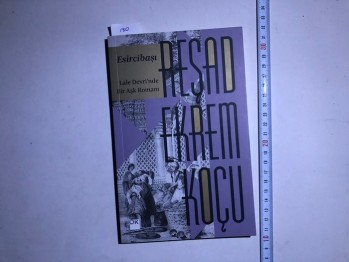 Esircibaşı
Lale Devri'nde
Bir Aşk Romanı
REŞAD
EKREM
KOÇU